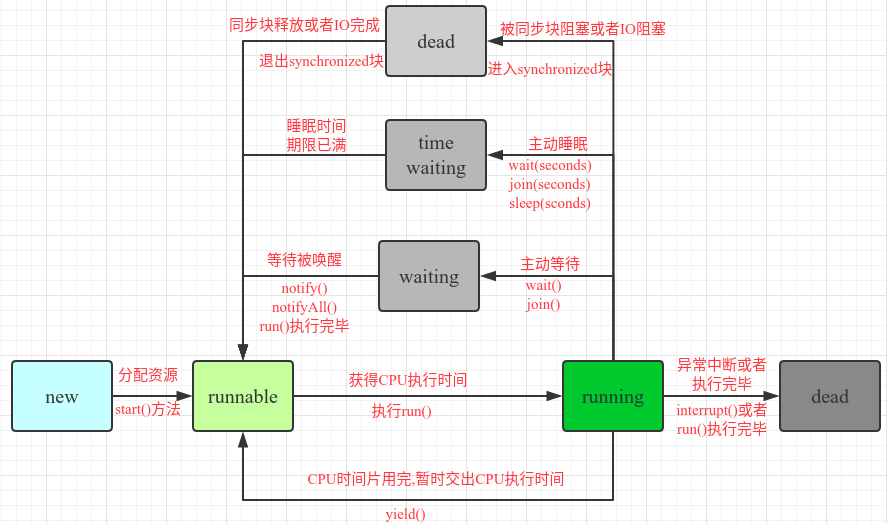 同步块释放或者IO完成
退出synchronized块
dead
被同步块阻塞或者IO阻塞
进入synchronized块
睡眠时间
期限已满
time
waiting
主动睡眠
wait(seconds)
join(seconds)
sleep(sconds)
等待被唤醒
notify()
notifyAll()
run()执行完毕
waiting
主动等待
wait()
join()
new
分配资源
start()方法
runnable
获得CPU执行时间
执行run()
running
异常中断或者
执行完毕
interrupt()或者
run()执行完毕
dead
CPU时间片用完,暂时交出CPU执行时间
yield()